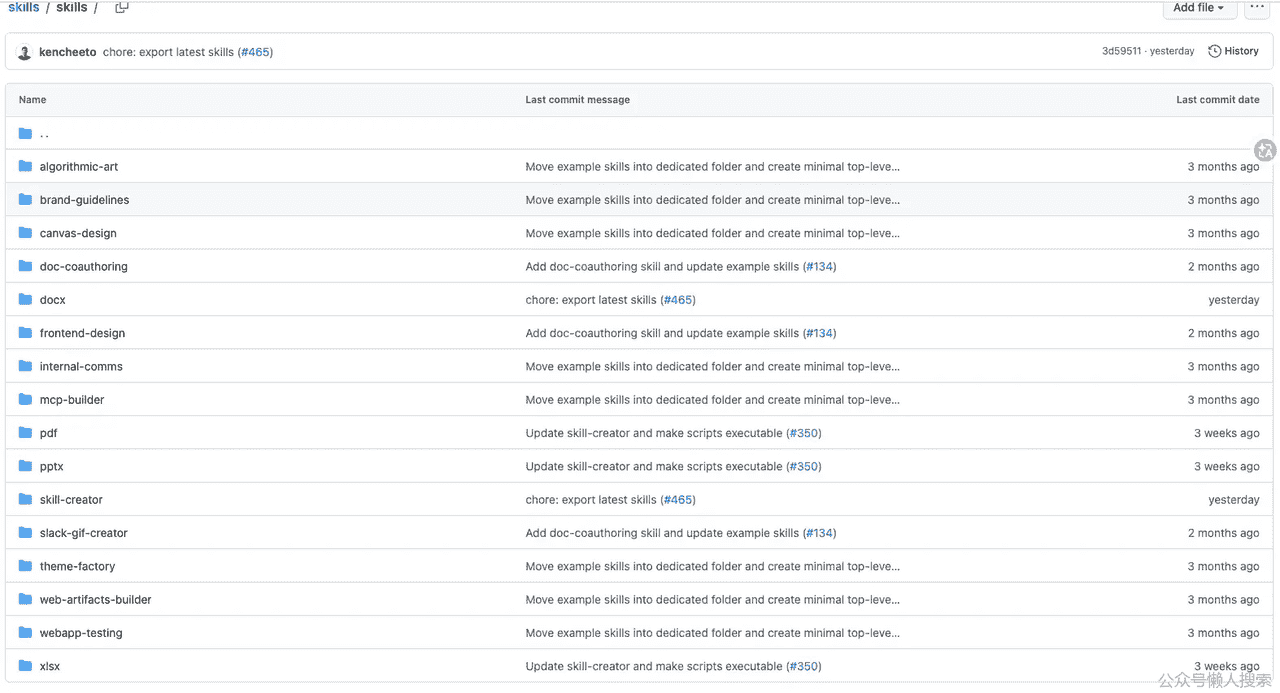 skills / skills /
Add file
kencheeto chore: export latest skills (#465) 3d59511 · yesterday History
Name Last commit message Last commit date
..
algorithmic-art Move example skills into dedicated folder and create minimal top-leve... 3 months ago
brand-guidelines Move example skills into dedicated folder and create minimal top-leve... 3 months ago
canvas-design Move example skills into dedicated folder and create minimal top-leve... 3 months ago
doc-coauthoring Add doc-coauthoring skill and update example skills (#134) 2 months ago
docx chore: export latest skills (#465) yesterday
frontend-design Add doc-coauthoring skill and update example skills (#134) 2 months ago
internal-comms Move example skills into dedicated folder and create minimal top-leve... 3 months ago
mcp-builder Move example skills into dedicated folder and create minimal top-leve... 3 months ago
pdf Update skill-creator and make scripts executable (#350) 3 weeks ago
pptx Update skill-creator and make scripts executable (#350) 3 weeks ago
skill-creator chore: export latest skills (#465) yesterday
slack-gif-creator Add doc-coauthoring skill and update example skills (#134) 2 months ago
theme-factory Move example skills into dedicated folder and create minimal top-leve... 3 months ago
web-artifacts-builder Move example skills into dedicated folder and create minimal top-leve... 3 months ago
webapp-testing Move example skills into dedicated folder and create minimal top-leve... 3 months ago
xlsx Update skill-creator and make scripts executable (#350) 3 weeks ago
公众号懒人搜索